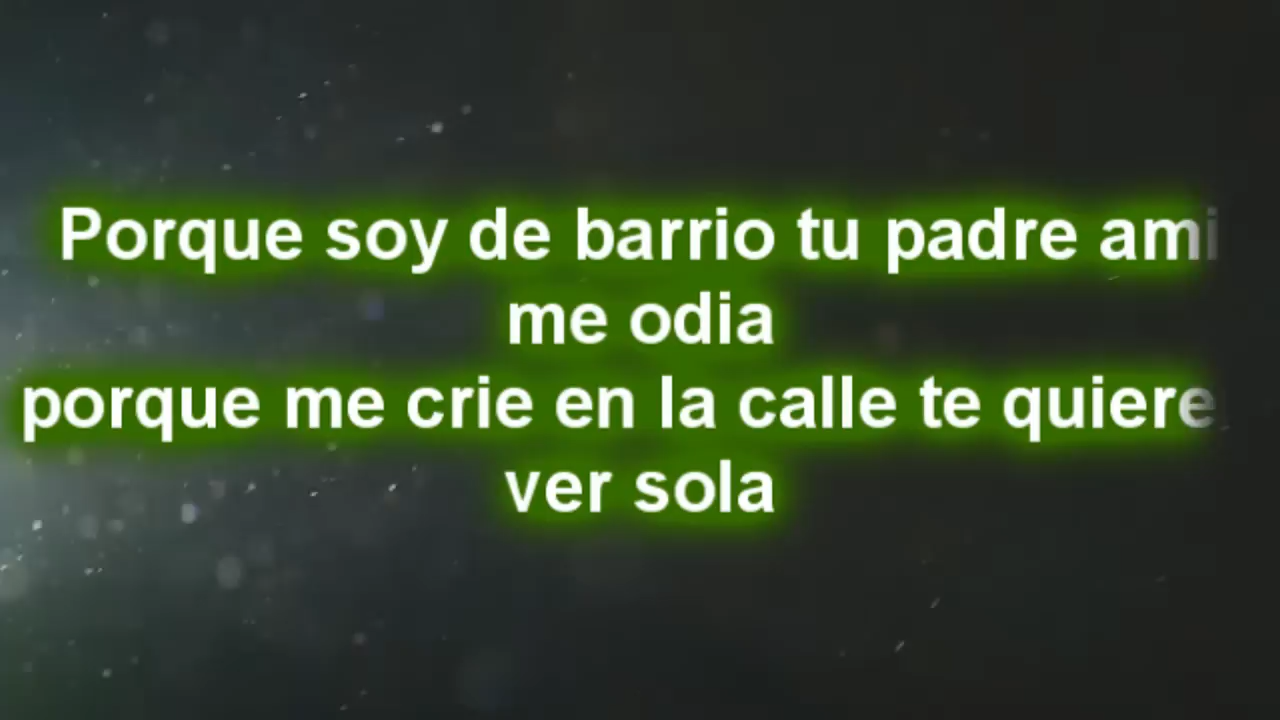 Porque soy de barrio tu padre ami
me odia
porque me crie en la calle te quiere
ver sola